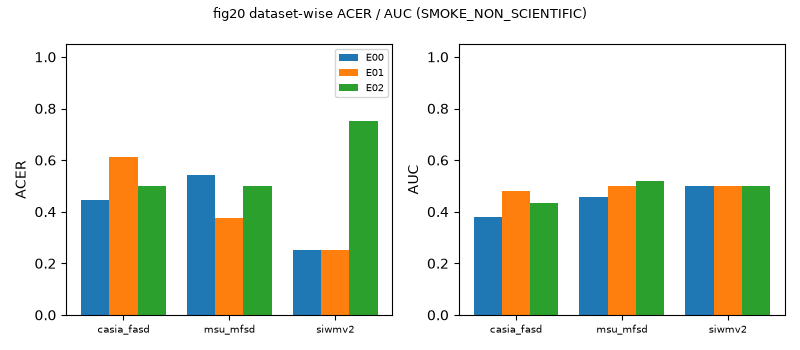 fig20 dataset-wise ACER / AUC (SMOKE_NON_SCIENTIFIC)
ACER
1.0
0.8
0.6
0.4
0.2
0.0
casia_fasd
msu_mfsd
siwmv2
E00
E01
E02
AUC
1.0
0.8
0.6
0.4
0.2
0.0
casia_fasd
msu_mfsd
siwmv2